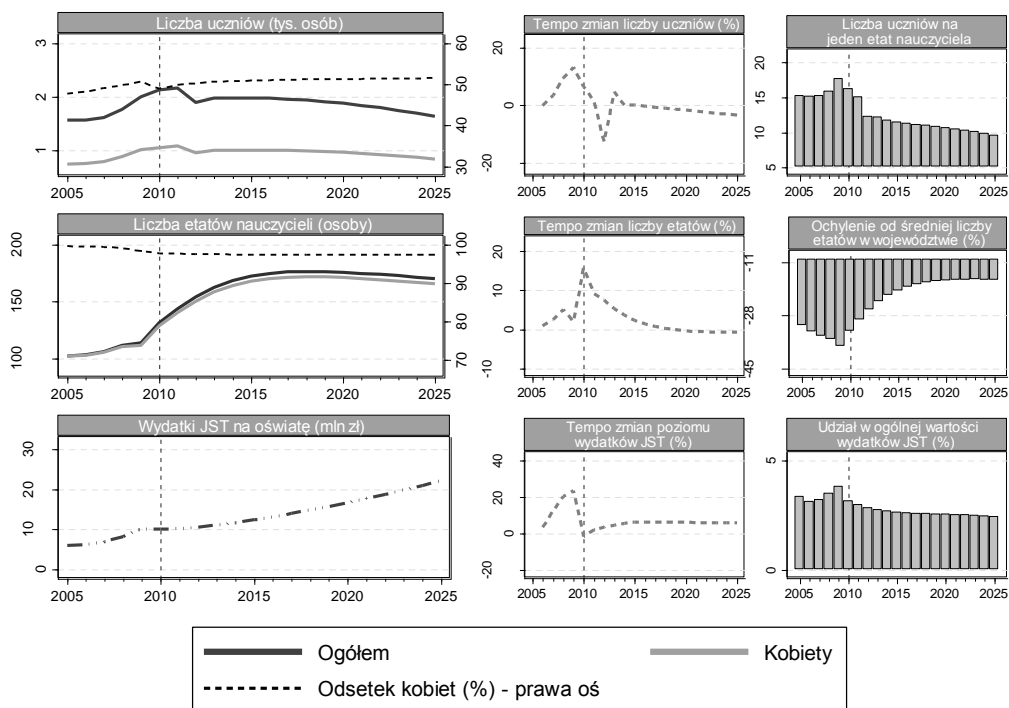 Liczba uczniów (tys. osób)
3
2
1
60
50
40
30
2005 2010 2015 2020 2025
Tempo zmian liczby uczniów (%)
20
0
-20
2005 2010 2015 2020 2025
Liczba uczniów na
jeden etat nauczyciela
20
15
10
5
2005 2010 2015 2020 2025
Liczba etatów nauczycieli (osoby)
200
150
100
100
90
80
70
2005 2010 2015 2020 2025
Tempo zmian liczby etatów (%)
20
10
0
-10
2005 2010 2015 2020 2025
Ochylenie od średniej liczby
etatów w województwie (%)
-11
-28
-45
2005 2010 2015 2020 2025
Wydatki JST na oświatę (mln zł)
30
20
10
0
2005 2010 2015 2020 2025
Tempo zmian poziomu
wydatków JST (%)
40
20
0
-20
2005 2010 2015 2020 2025
Udział w ogólnej wartości
wydatków JST (%)
5
0
2005 2010 2015 2020 2025
Ogółem
Kobiety
Odsetek kobiet (%) - prawa oś